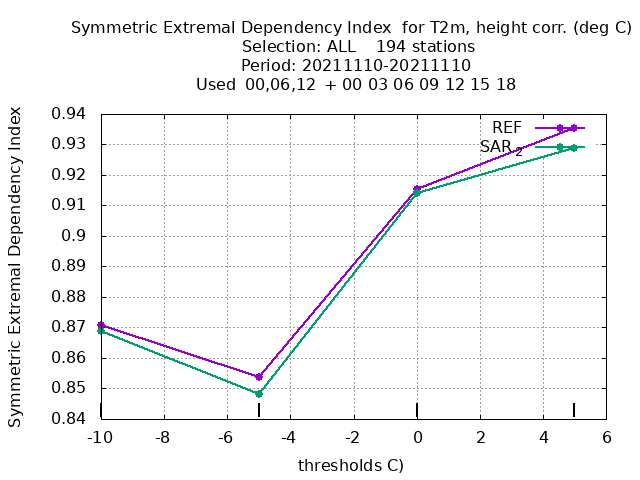 Symmetric Extremal Dependency Index for T2m, height corr. (deg C)
Selection: ALL 194 stations
Period: 20211110-20211110
Used 00,06,12 + 00 03 06 09 12 15 18
0.94
0.93
0.92
0.91
0.9
0.89
0.88
0.87
0.86
0.85
0.84
Symmetric Extremal Dependency Index
REF
SAR2
-10 -8 -6 -4 -2 0 2 4 6
thresholds C)